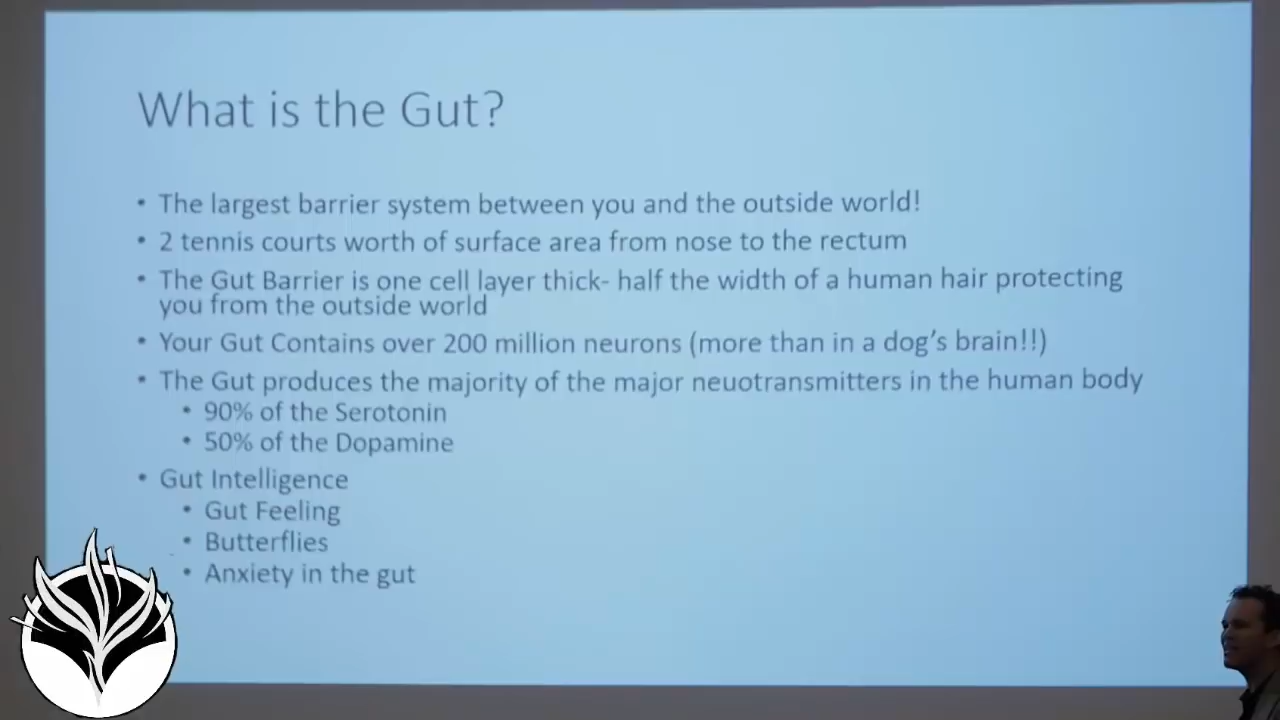 What is the Gut?
• The largest barrier system between you and the outside world!
• 2 tennis courts worth of surface area from nose to the rectum
• The Gut Barrier is one cell layer thick- half the width of a human hair protecting
you from the outside world
• Your Gut Contains over 200 million neurons (more than in a dog's brain!!)
• The Gut produces the majority of the major neuotransmitters in the human body
• 90% of the Serotonin
• 50% of the Dopamine
• Gut Intelligence
• Gut Feeling
• Butterflies
• Anxiety in the gut